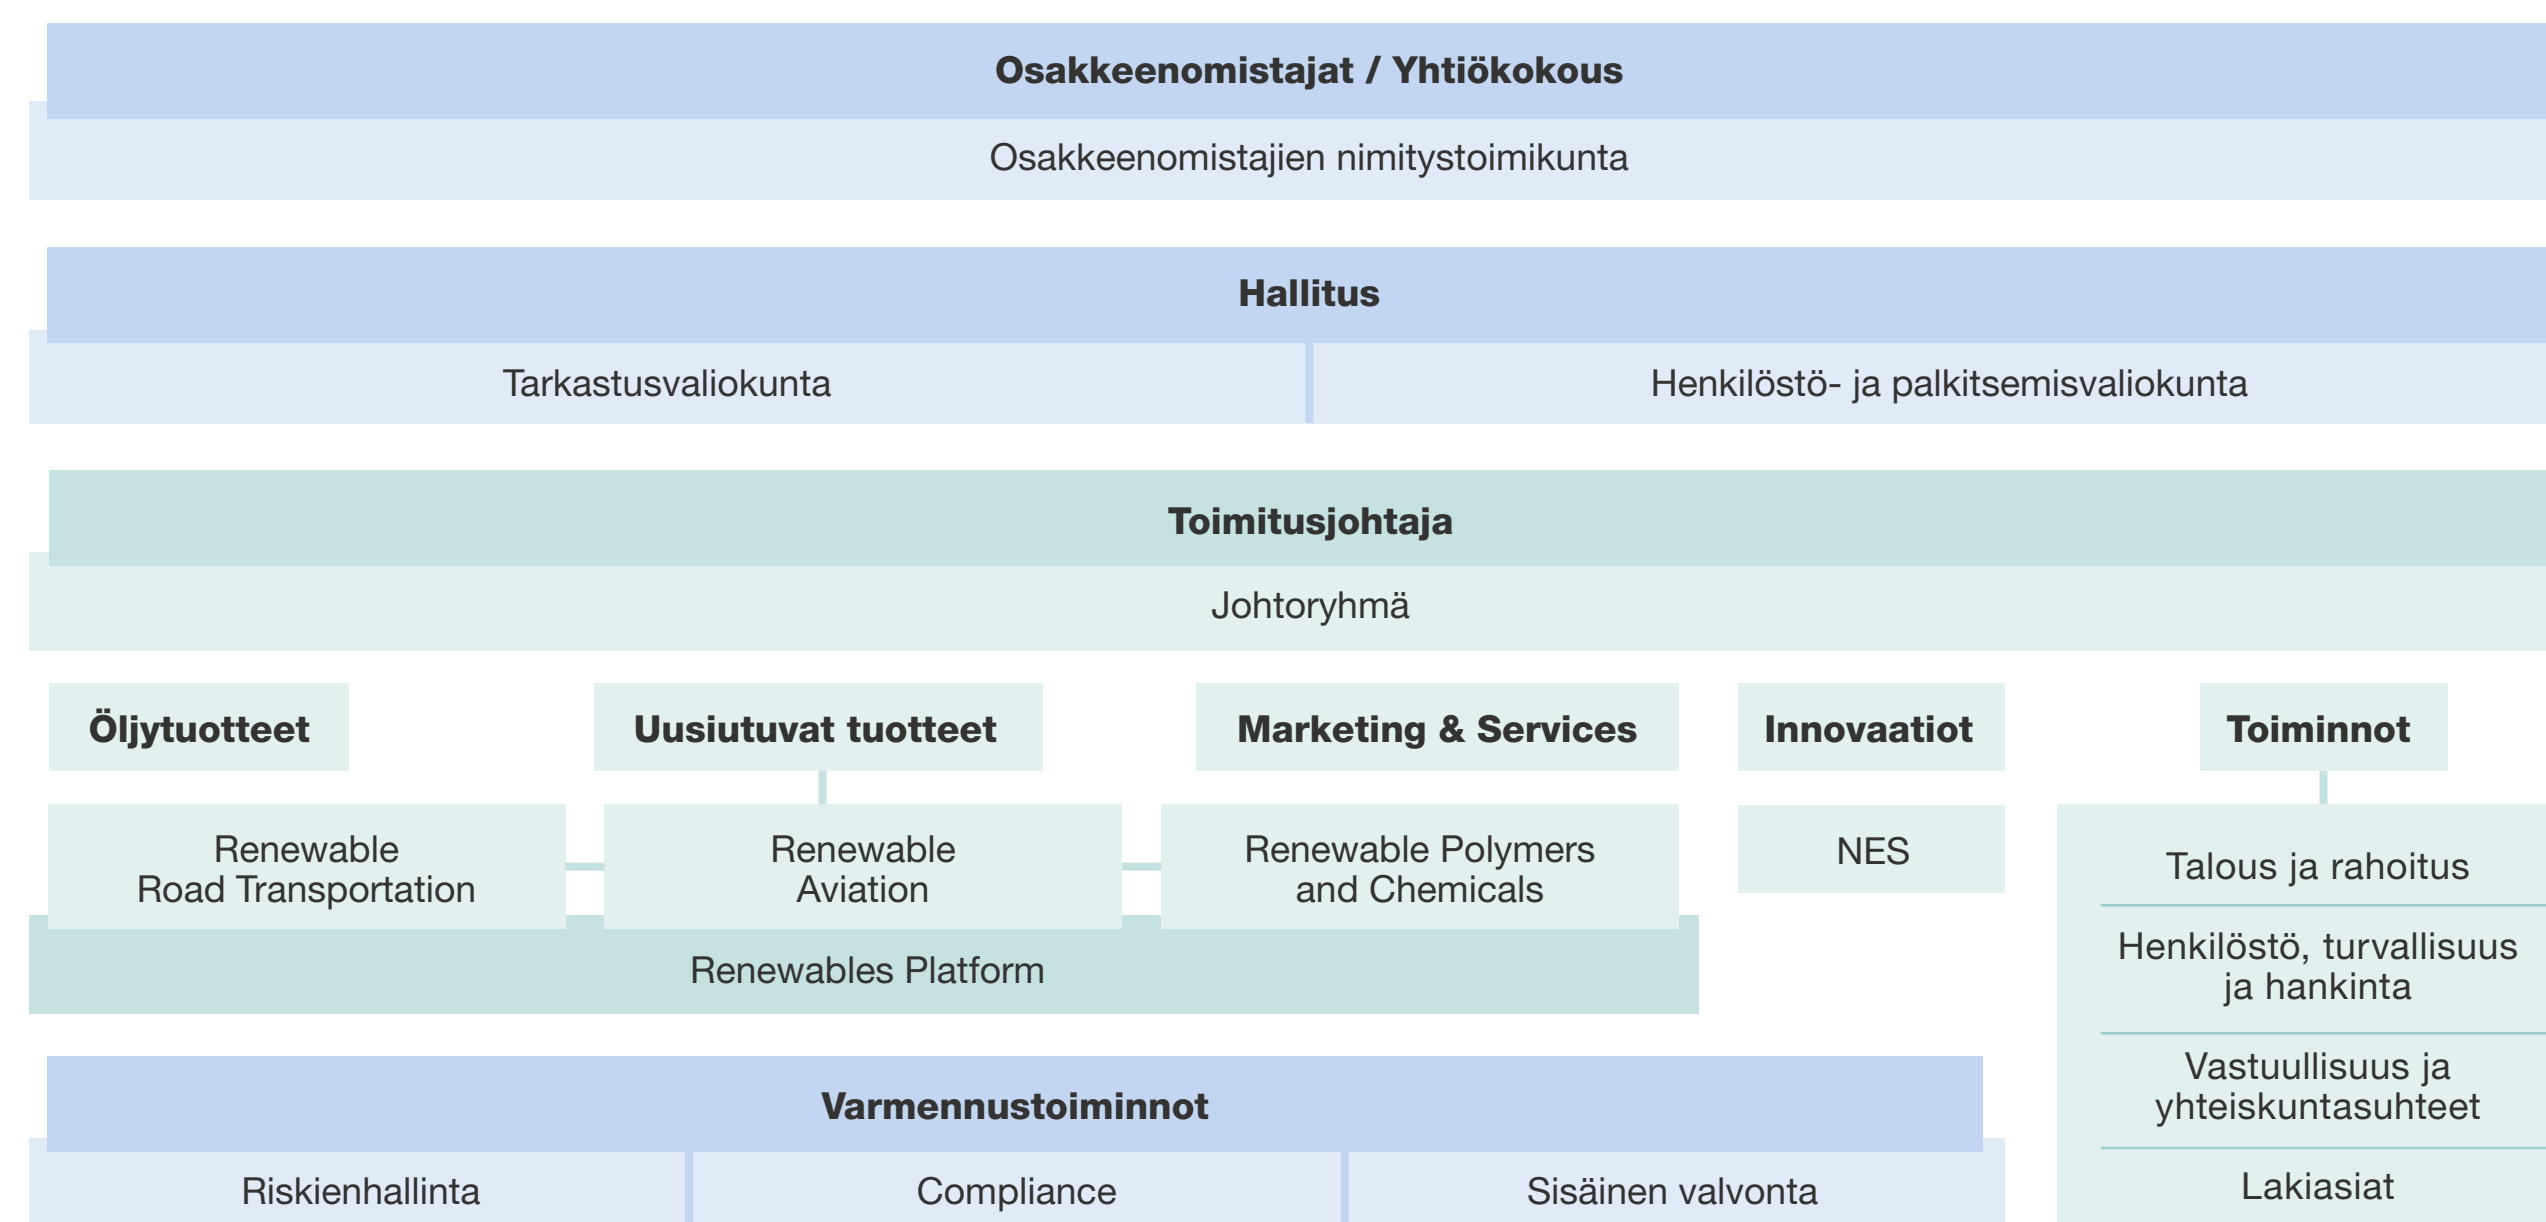 Osakkeenomistajat / Yhtiökokous
Osakkeenomistajien nimitystoimikunta
Hallitus
Tarkastusvaliokunta
Henkilöstö- ja palkitsemisvaliokunta
Toimitusjohtaja
Johtoryhmä
Öljytuotteet
Uusiutuvat tuotteet
Marketing & Services
Innovaatiot
Toiminnot
Renewable
Road Transportation
Renewable
Aviation
Renewable Polymers
and Chemicals
NES
Renewables Platform
Talous ja rahoitus
Henkilöstö, turvallisuus
ja hankinta
Vastuullisuus ja
yhteiskuntasuhteet
Lakiasiat
Varmennustoiminnot
Riskienhallinta
Compliance
Sisäinen valvonta